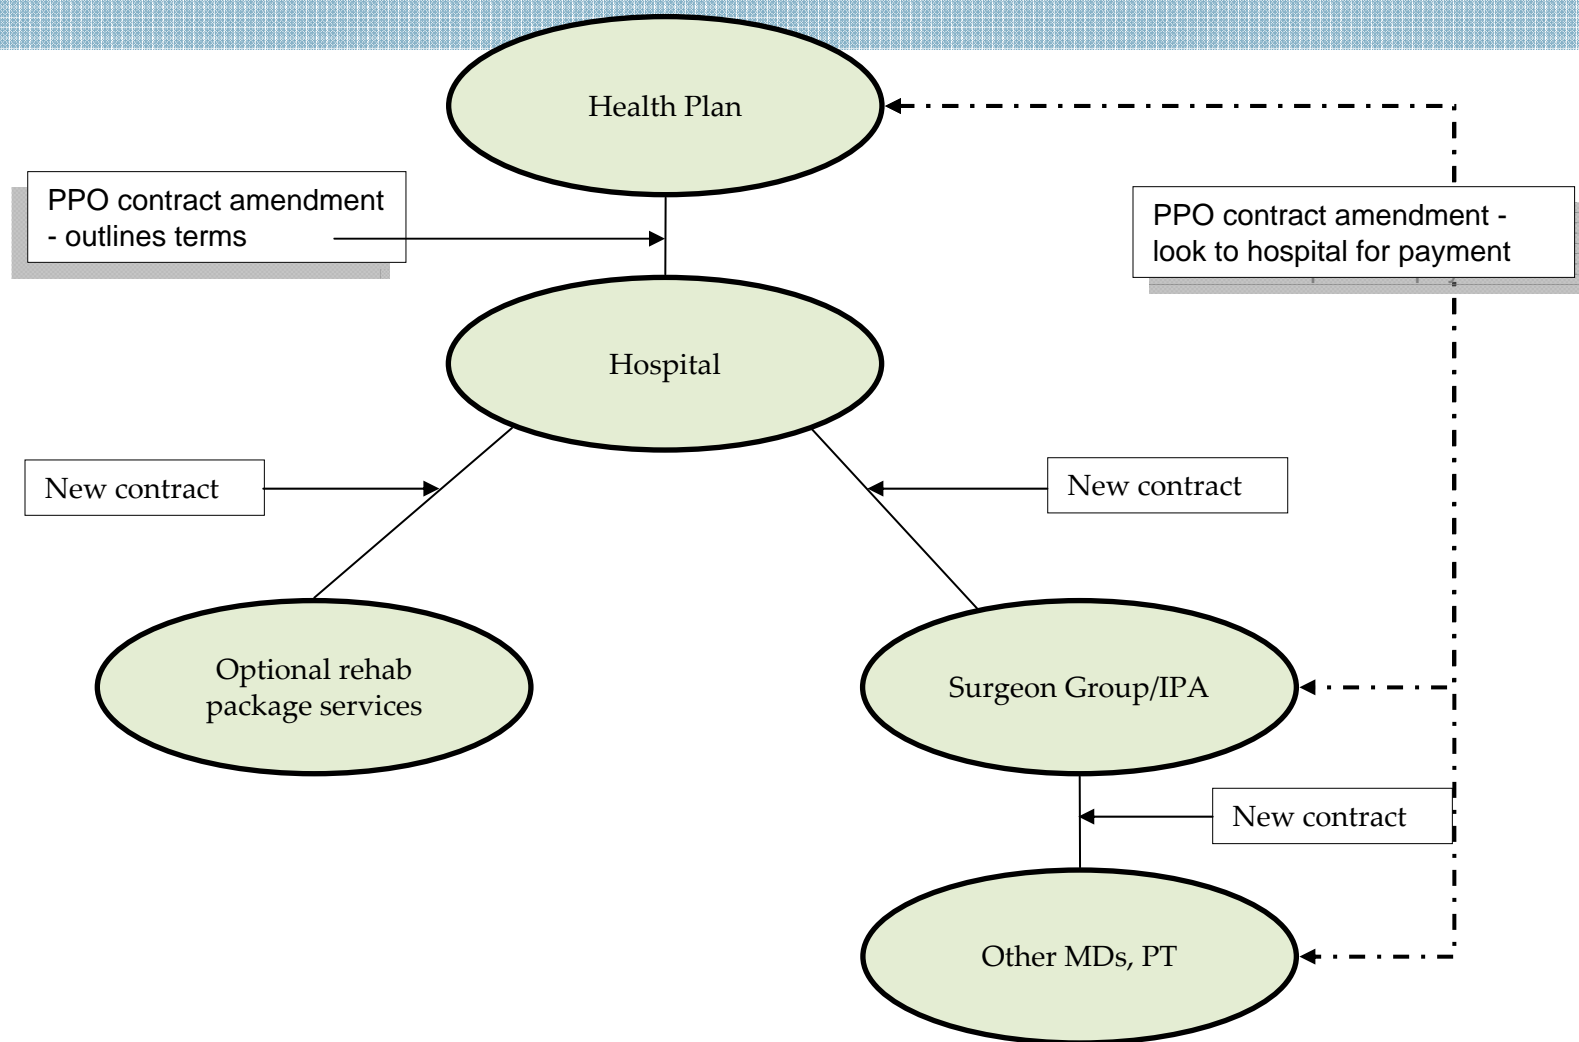 Health Plan
PPO contract amendment
- outlines terms
PPO contract amendment -
look to hospital for payment
Hospital
New contract
New contract
Optional rehab
package services
Surgeon Group/IPA
New contract
Other MDs, PT